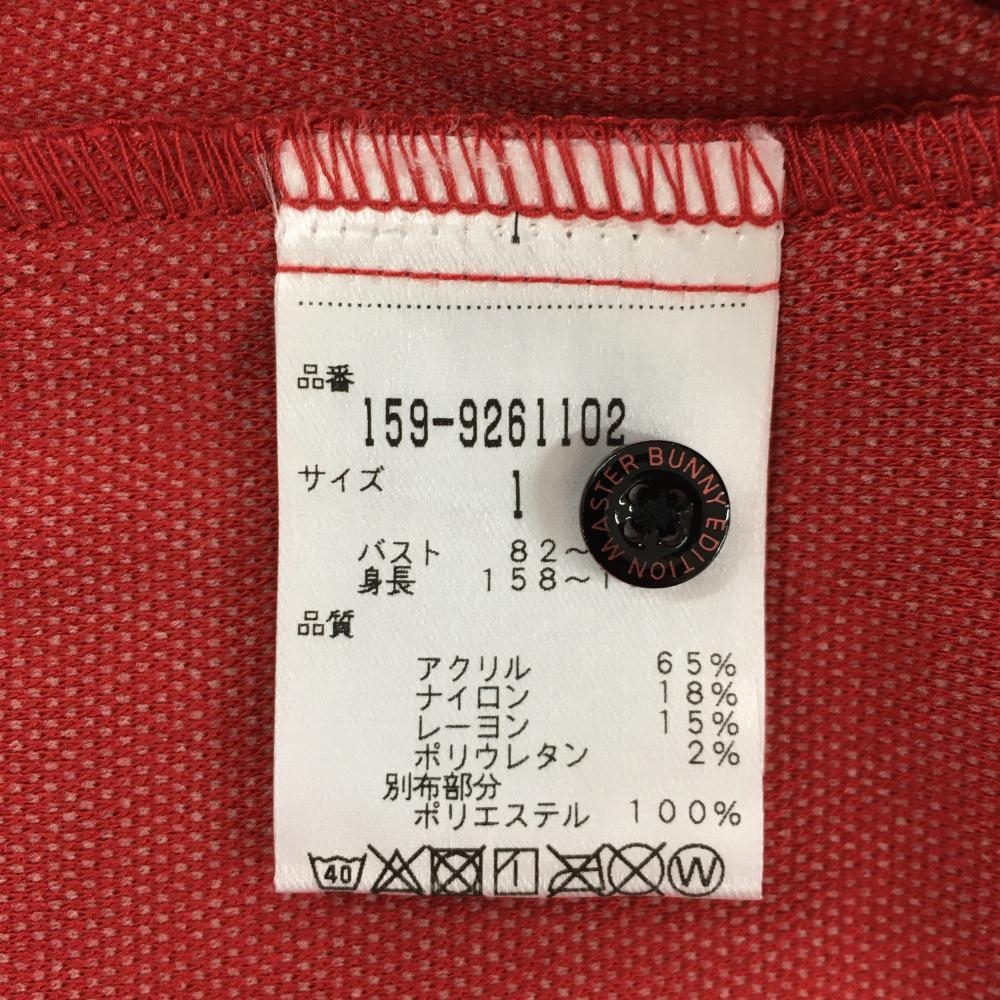 品番
159-9261102
サイズ 1
バスト 82~
身長 158~1
品質
アクリル 65%
ナイロン 18%
レーヨン 15%
ポリウレタン 2%
別布部分
ポリエステル 100%
40 W
MASTER BUNNY EDITION